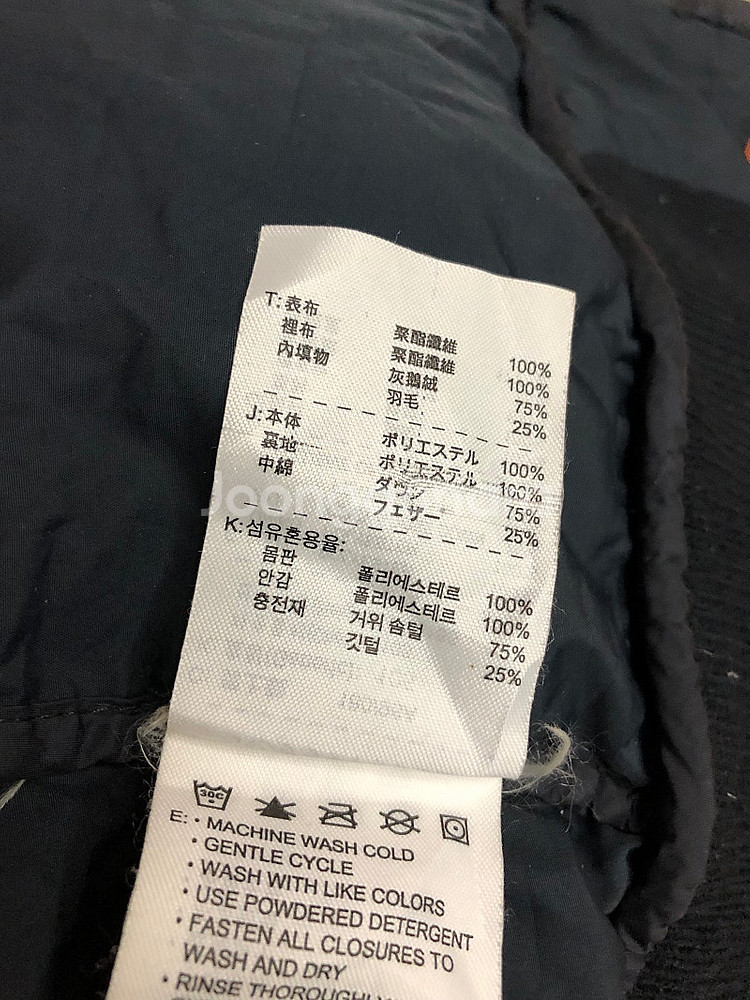 T: 表布 聚酯纖維 100%
裡布 聚酯纖維 100%
內填物 灰鵝絨 75%
羽毛 25%
J: 本体 ポリエステル 100%
裏地 ポリエステル 100%
中綿 ダウン 75%
フェザー 25%
K: 섬유혼용율:
몸판 폴리에스테르 100%
안감 폴리에스테르 100%
충전재 거위 솜털 75%
깃털 25%
30C
E: • MACHINE WASH COLD
• GENTLE CYCLE
• WASH WITH LIKE COLORS
• USE POWDERED DETERGENT
• FASTEN ALL CLOSURES TO
WASH AND DRY
• RINSE THOROUGHLY